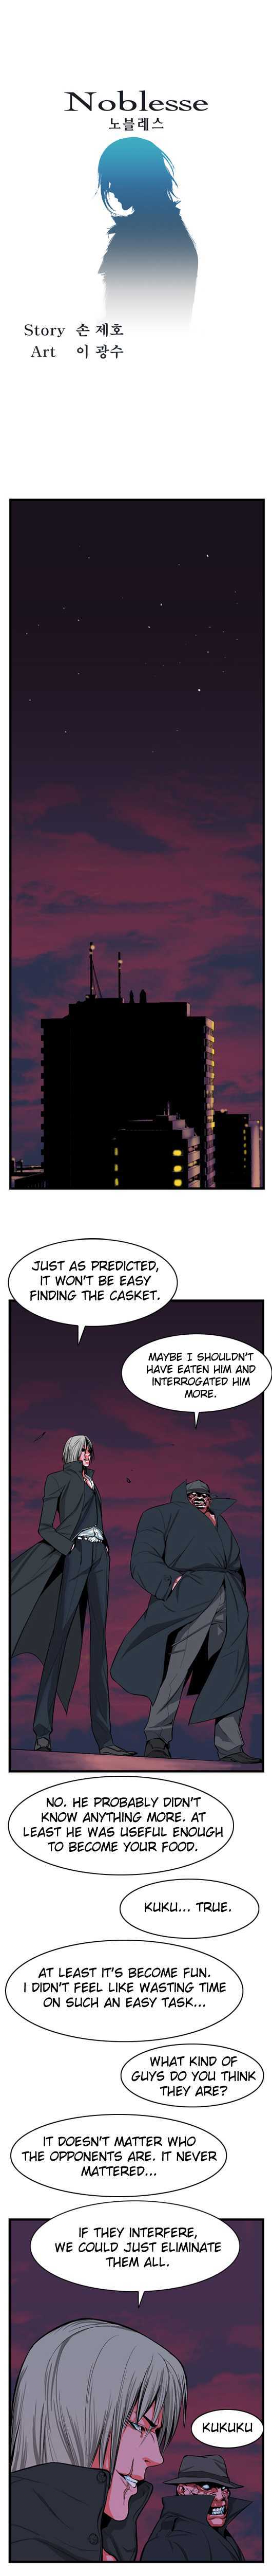 Noblesse
노블레스
Story 손 제호
Art 이 광수
JUST AS PREDICTED,
IT WON'T BE EASY
FINDING THE CASKET.
MAYBE I SHOULDN'T
HAVE EATEN HIM AND
INTERROGATED HIM
MORE.
NO. HE PROBABLY DIDN'T
KNOW ANYTHING MORE. AT
LEAST HE WAS USEFUL ENOUGH
TO BECOME YOUR FOOD.
KUKU... TRUE.
AT LEAST IT'S BECOME FUN.
I DIDN'T FEEL LIKE WASTING TIME
ON SUCH AN EASY TASK...
WHAT KIND OF
GUYS DO YOU THINK
THEY ARE?
IT DOESN'T MATTER WHO
THE OPPONENTS ARE. IT NEVER
MATTERED...
IF THEY INTERFERE,
WE COULD JUST ELIMINATE
THEM ALL.
KUKUKU